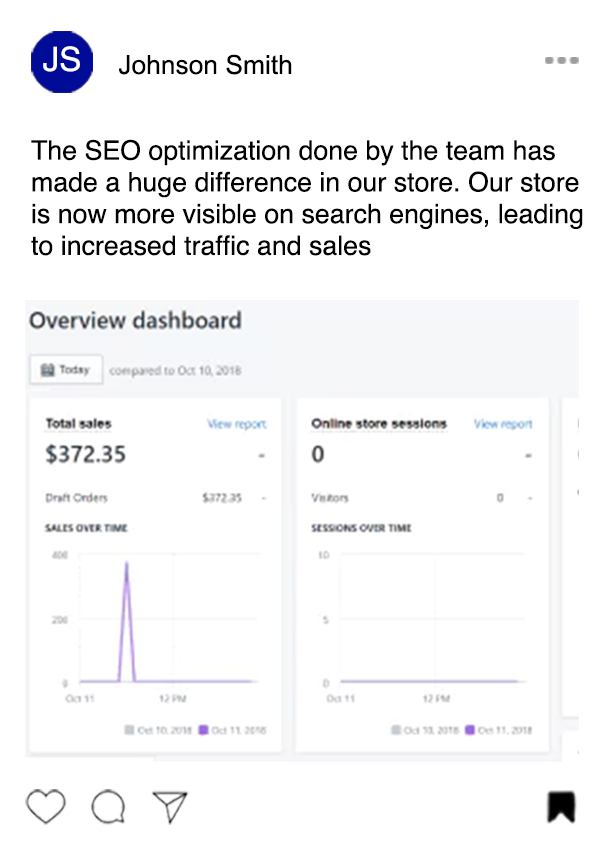 JS
Johnson Smith
The SEO optimization done by the team has
made a huge difference in our store. Our store
is now more visible on search engines, leading
to increased traffic and sales
Overview dashboard
Today compared to Oct 10, 2018
Total sales View report
$372.35 -
Draft Orders $372.35 -
SALES OVER TIME
400
200
0
Oct 11 12 PM
Oct 10, 2018 Oct 11, 2018
Online store sessions View report
0 -
Visitors 0 -
SESSIONS OVER TIME
10
5
0
Oct 11 12 PM
Oct 10, 2018 Oct 11, 2018